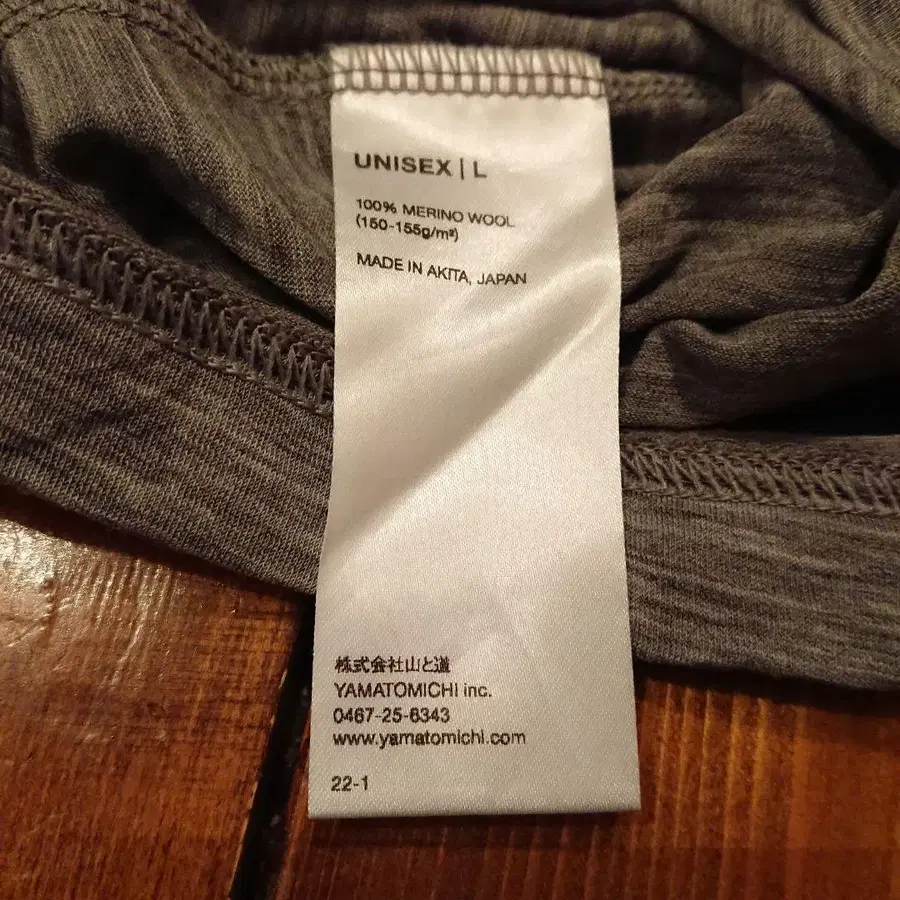 UNISEX | L
100% MERINO WOOL
(150-155g/m²)
MADE IN AKITA, JAPAN
株式会社山と道
YAMATOMICHI inc.
0467-25-6343
www.yamatomichi.com
22-1